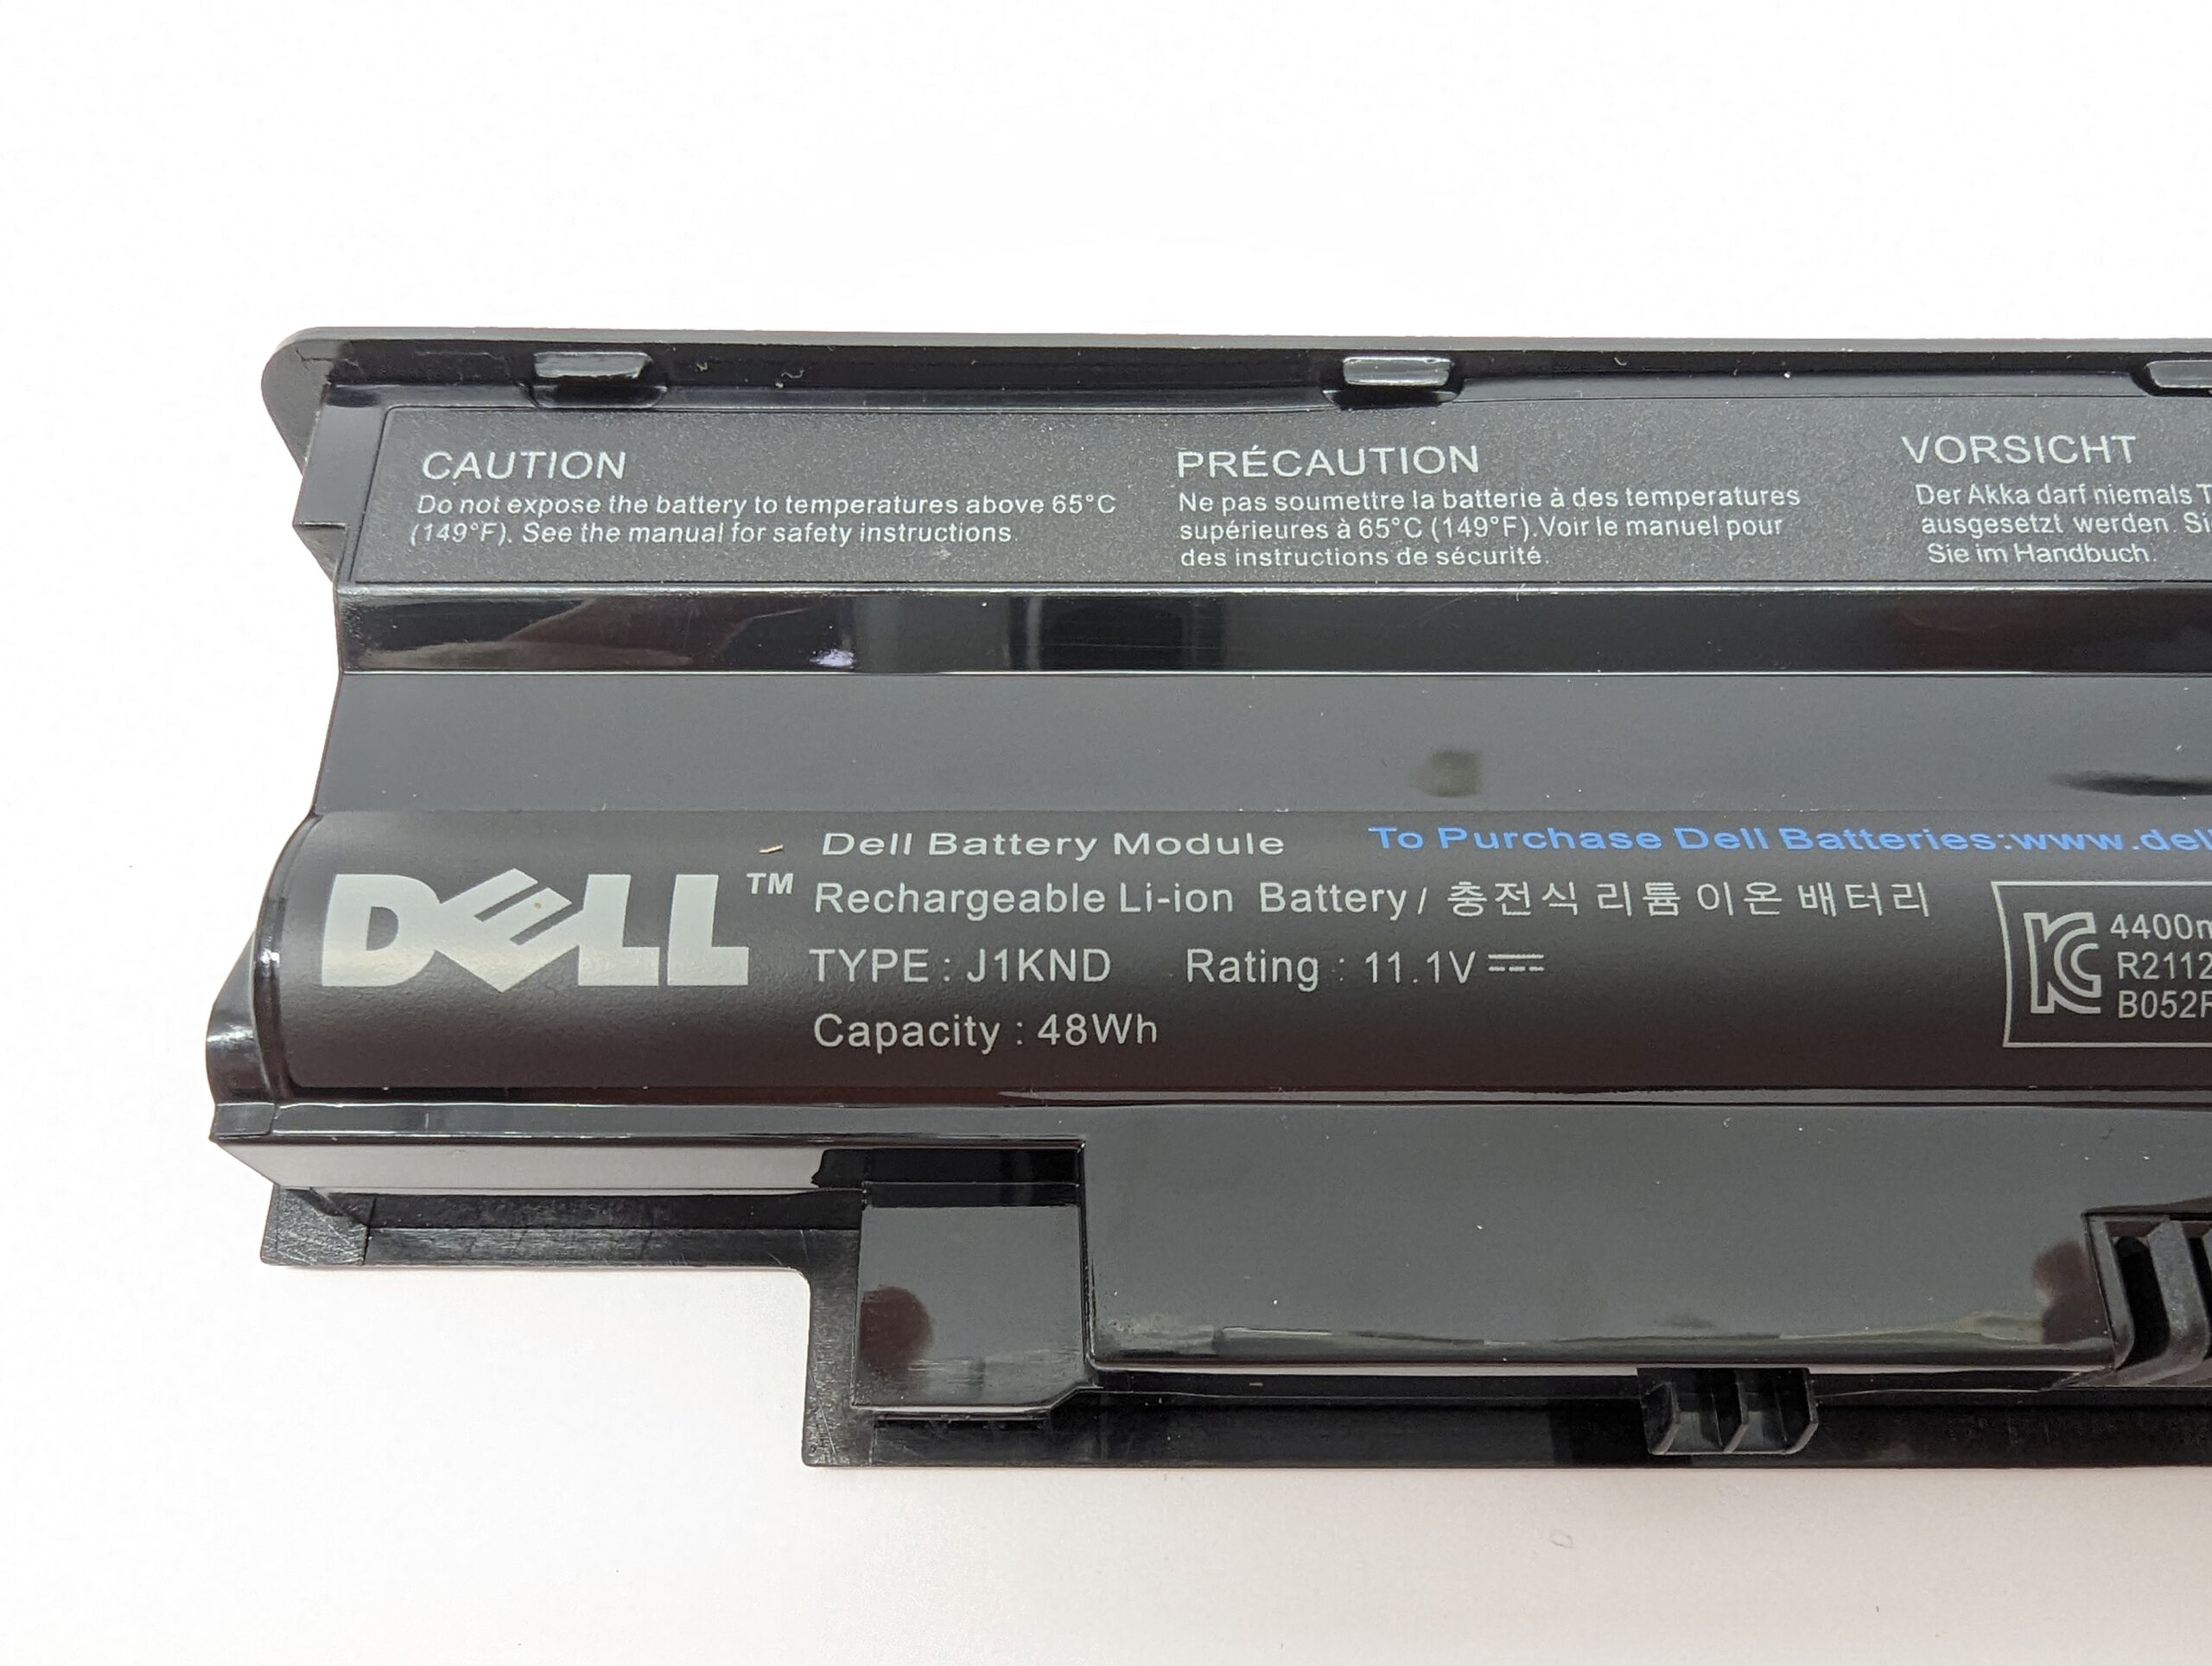 CAUTION
Do not expose the battery to temperatures above 65°C
(149°F). See the manual for safety instructions.
PRÉCAUTION
Ne pas soumettre la batterie à des temperatures
supérieures à 65°C (149°F).Voir le manuel pour
des instructions de sécurité.
VORSICHT
Der Akka darf niemals
ausgesetzt werden.
Sie im Handbuch.
DELL™
Dell Battery Module
To Purchase Dell Batteries:www.del
Rechargeable Li-ion Battery / 충전식 리튬 이온 배터리
TYPE : J1KND Rating : 11.1V
Capacity : 48Wh
4400m
R2112
B052R